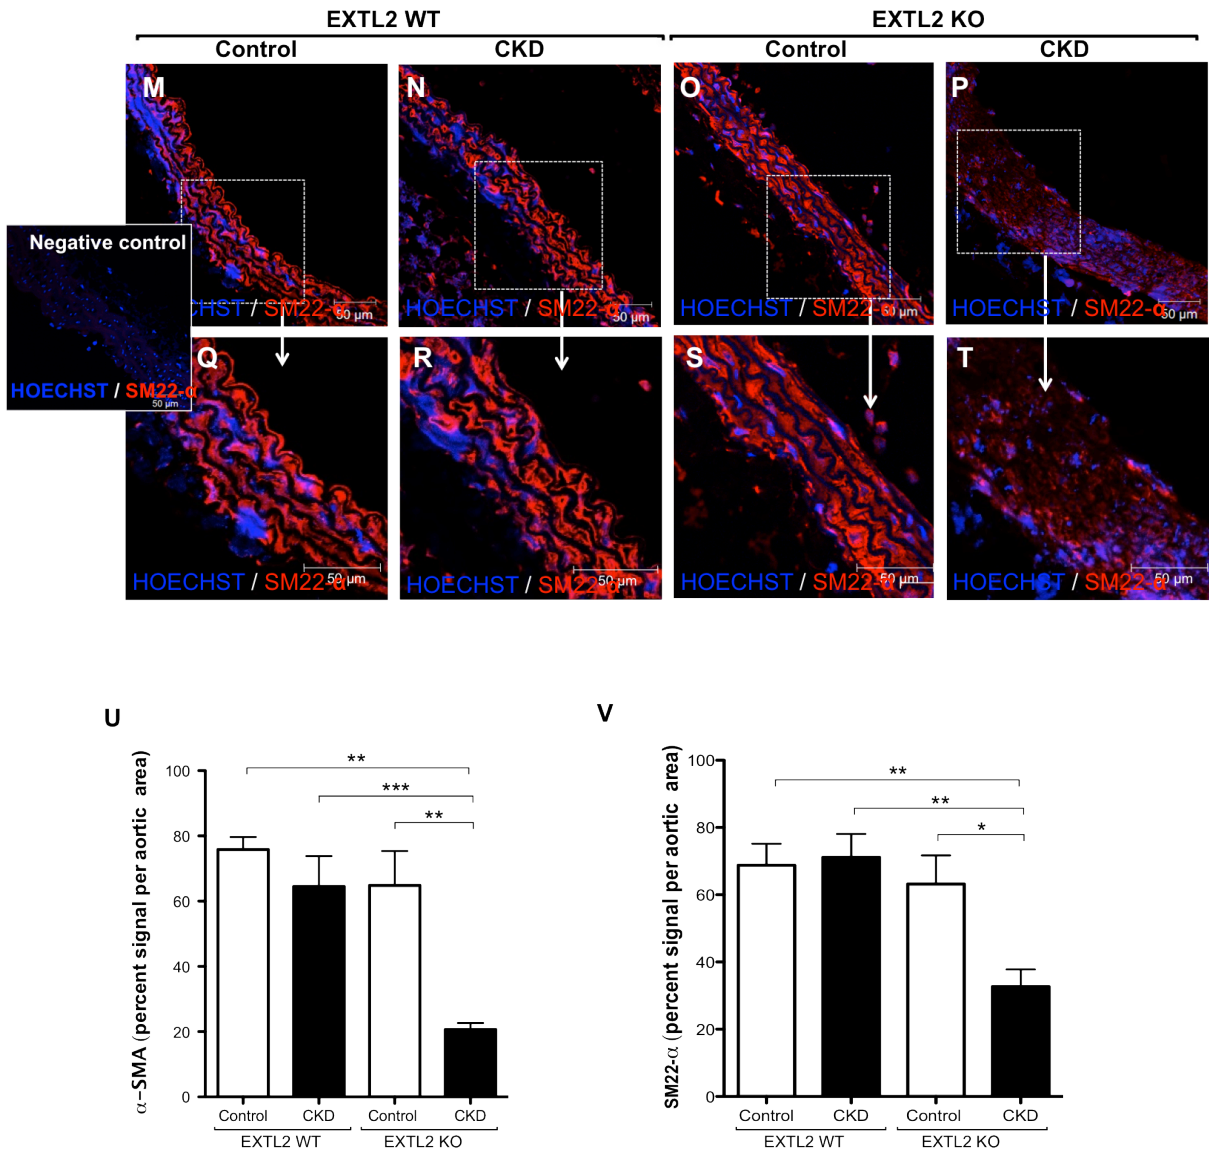 EXTL2 WT EXTL2 KO
Control CKD Control CKD
M N O P
Negative control
HOECHST / SM22-α
50 µm
CHST / SM22-α
50 µm
HOECHST / SM22-α
50 µm
HOECHST / SM22-α
50 µm
HOECHST / SM22-α
50 µm
Q R S T
HOECHST / SM22-α
50 µm
HOECHST / SM22-α
50 µm
HOECHST / SM22-α
50 µm
HOECHST / SM22-α
50 µm
U
α–SMA (percent signal per aortic area)
100
80
60
40
20
0
**
***
**
Control CKD Control CKD
EXTL2 WT EXTL2 KO
V
SM22-α (percent signal per aortic area)
100
80
60
40
20
0
**
**
*
Control CKD Control CKD
EXTL2 WT EXTL2 KO